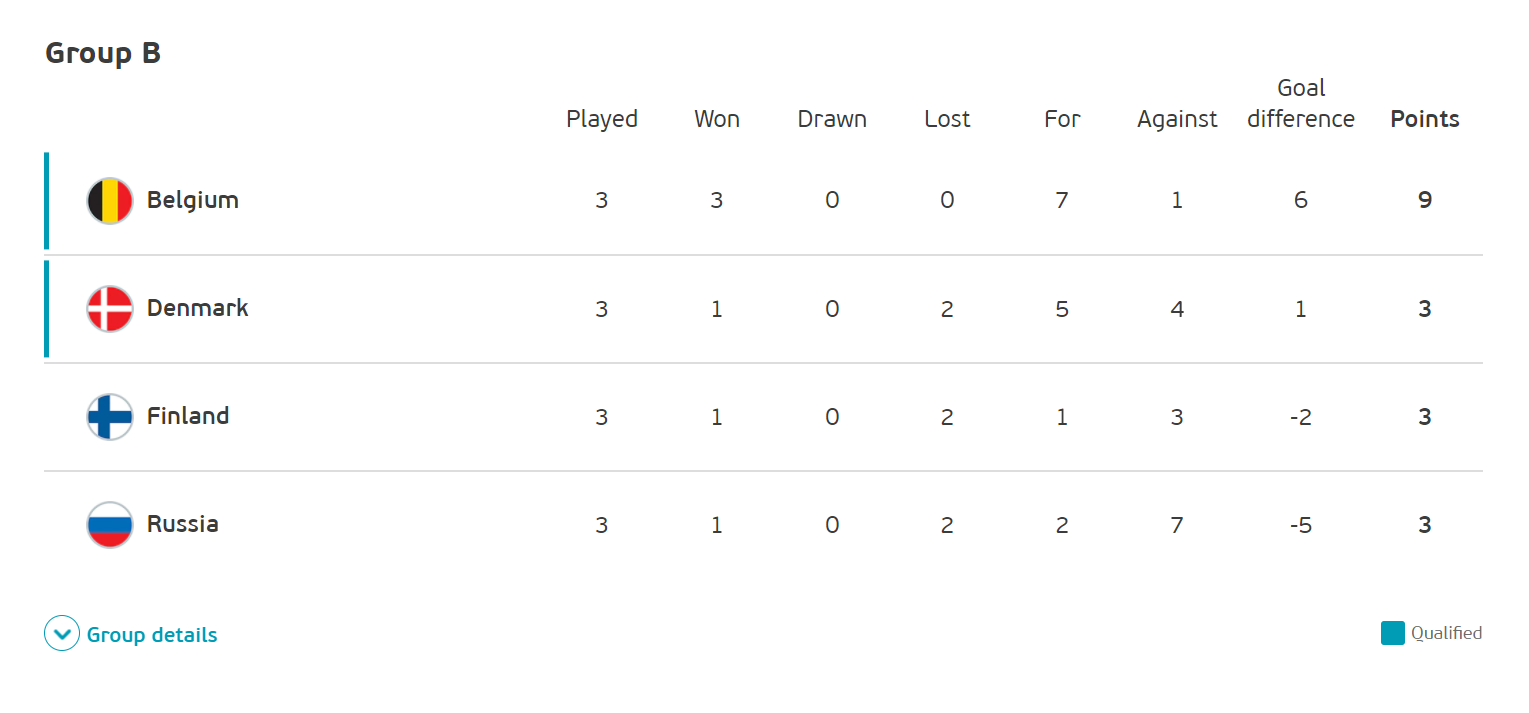 Group B
Played Won Drawn Lost For Against Goal difference Points
Belgium 3 3 0 0 7 1 6 9
Denmark 3 1 0 2 5 4 1 3
Finland 3 1 0 2 1 3 -2 3
Russia 3 1 0 2 2 7 -5 3
Group details Qualified